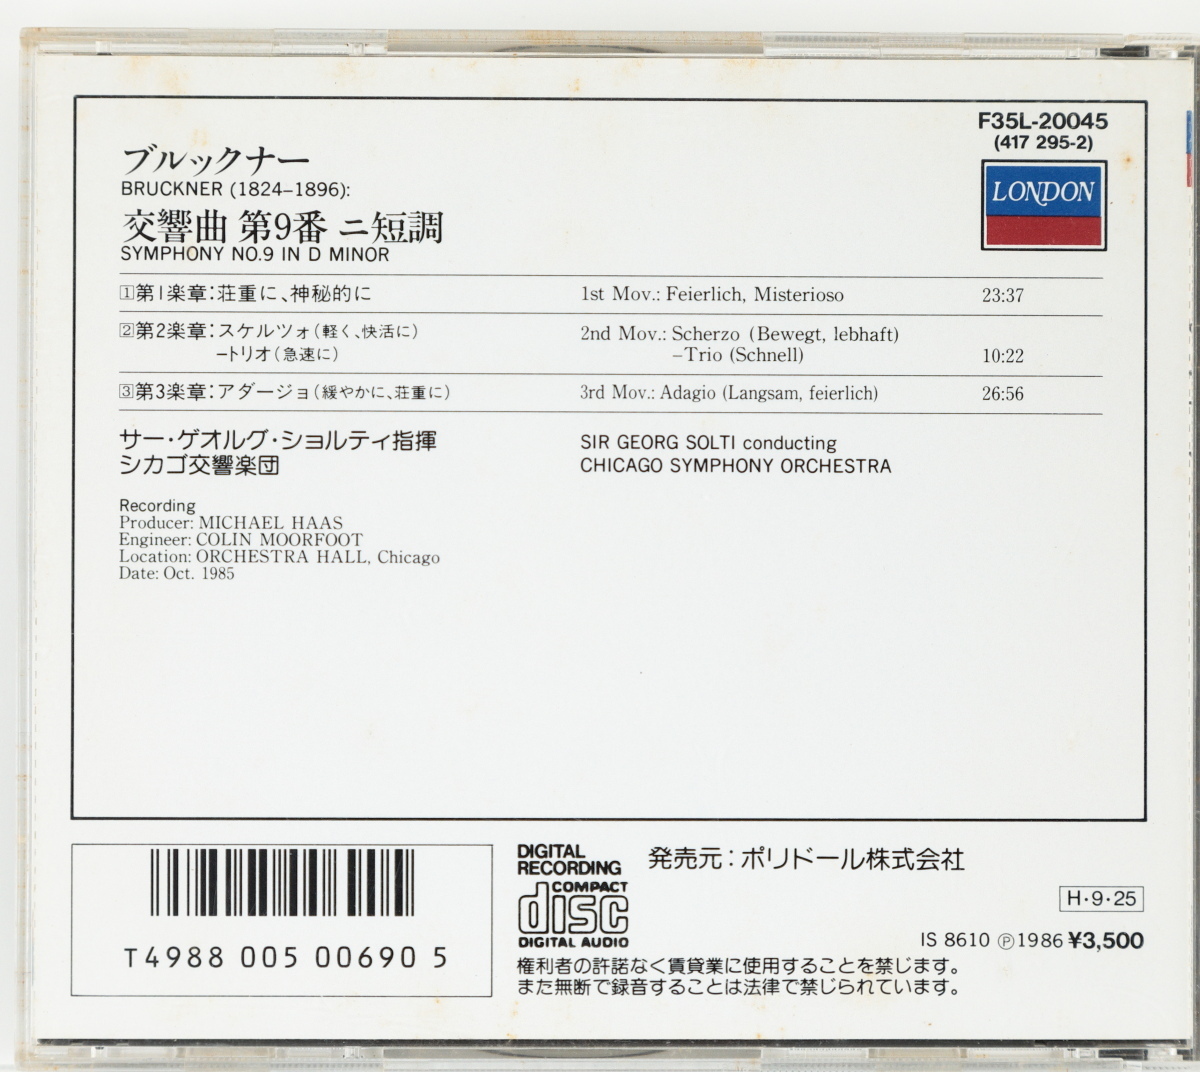 F35L-20045
(417 295-2)
LONDON
ブルックナー
BRUCKNER (1824–1896):
交響曲 第9番 ニ短調
SYMPHONY NO.9 IN D MINOR
1 第1楽章:荘重に、神秘的に 1st Mov.: Feierlich, Misterioso 23:37
2 第2楽章:スケルツォ(軽く、快活に) 2nd Mov.: Scherzo (Bewegt, lebhaft)
–トリオ(急速に) –Trio (Schnell) 10:22
3 第3楽章:アダージョ(緩やかに、荘重に) 3rd Mov.: Adagio (Langsam, feierlich) 26:56
サー・ゲオルグ・ショルティ指揮 SIR GEORG SOLTI conducting
シカゴ交響楽団 CHICAGO SYMPHONY ORCHESTRA
Recording
Producer: MICHAEL HAAS
Engineer: COLIN MOORFOOT
Location: ORCHESTRA HALL, Chicago
Date: Oct. 1985
T4988 005 00690 5
DIGITAL
RECORDING
COMPACT
disc
DIGITAL AUDIO
発売元:ポリドール株式会社
H・9・25
IS 8610 Ⓟ1986 ¥3,500
権利者の許諾なく賃貸業に使用することを禁じます。
また無断で録音することは法律で禁じられています。